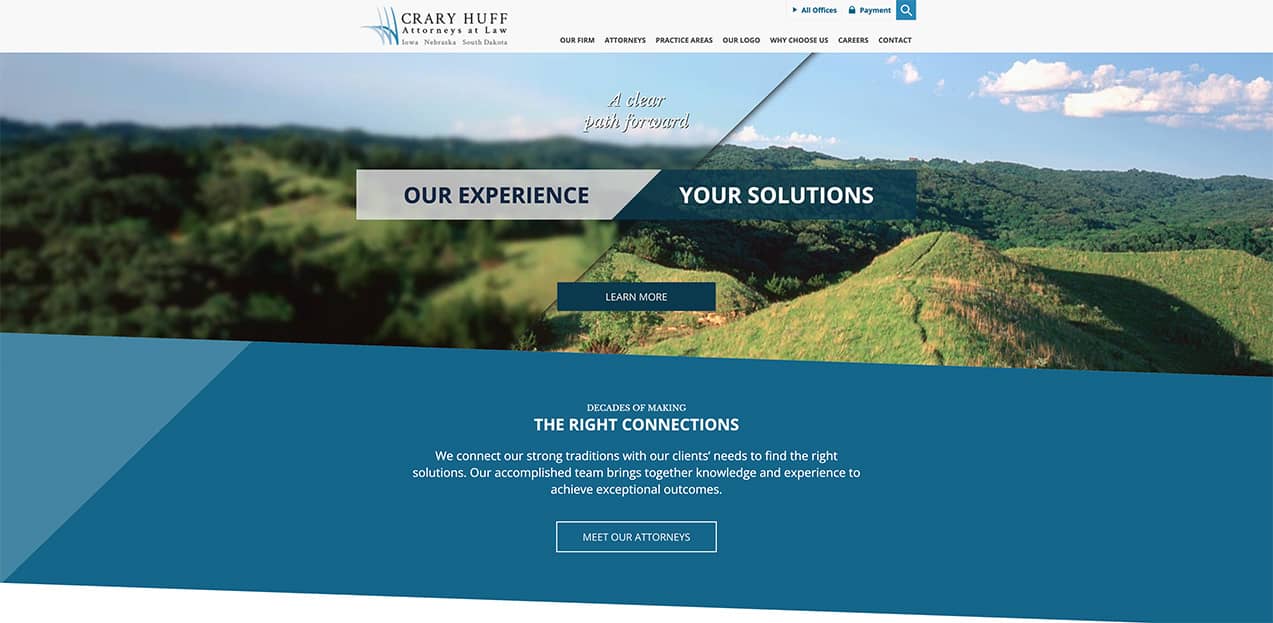 CRARY HUFF
Attorneys at Law
Iowa Nebraska South Dakota
All Offices Payment
OUR FIRM ATTORNEYS PRACTICE AREAS OUR LOGO WHY CHOOSE US CAREERS CONTACT
A clear
path forward
OUR EXPERIENCE YOUR SOLUTIONS
LEARN MORE
DECADES OF MAKING
THE RIGHT CONNECTIONS
We connect our strong traditions with our clients’ needs to find the right
solutions. Our accomplished team brings together knowledge and experience to
achieve exceptional outcomes.
MEET OUR ATTORNEYS